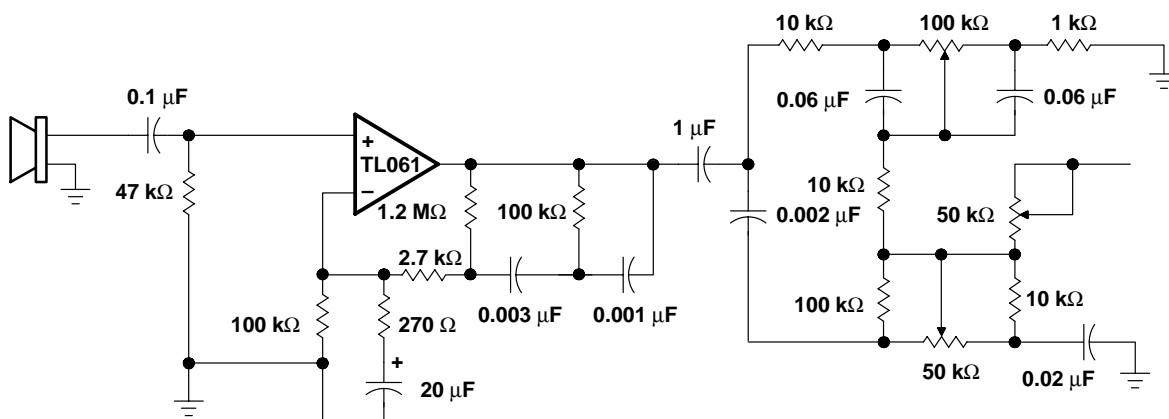 10 kΩ
100 kΩ
1 kΩ
0.1 μF
0.06 μF
0.06 μF
1 μF
+
TL061
−
47 kΩ
1.2 MΩ
100 kΩ
10 kΩ
0.002 μF
50 kΩ
2.7 kΩ
0.003 μF
0.001 μF
100 kΩ
270 Ω
100 kΩ
10 kΩ
+
20 μF
50 kΩ
0.02 μF